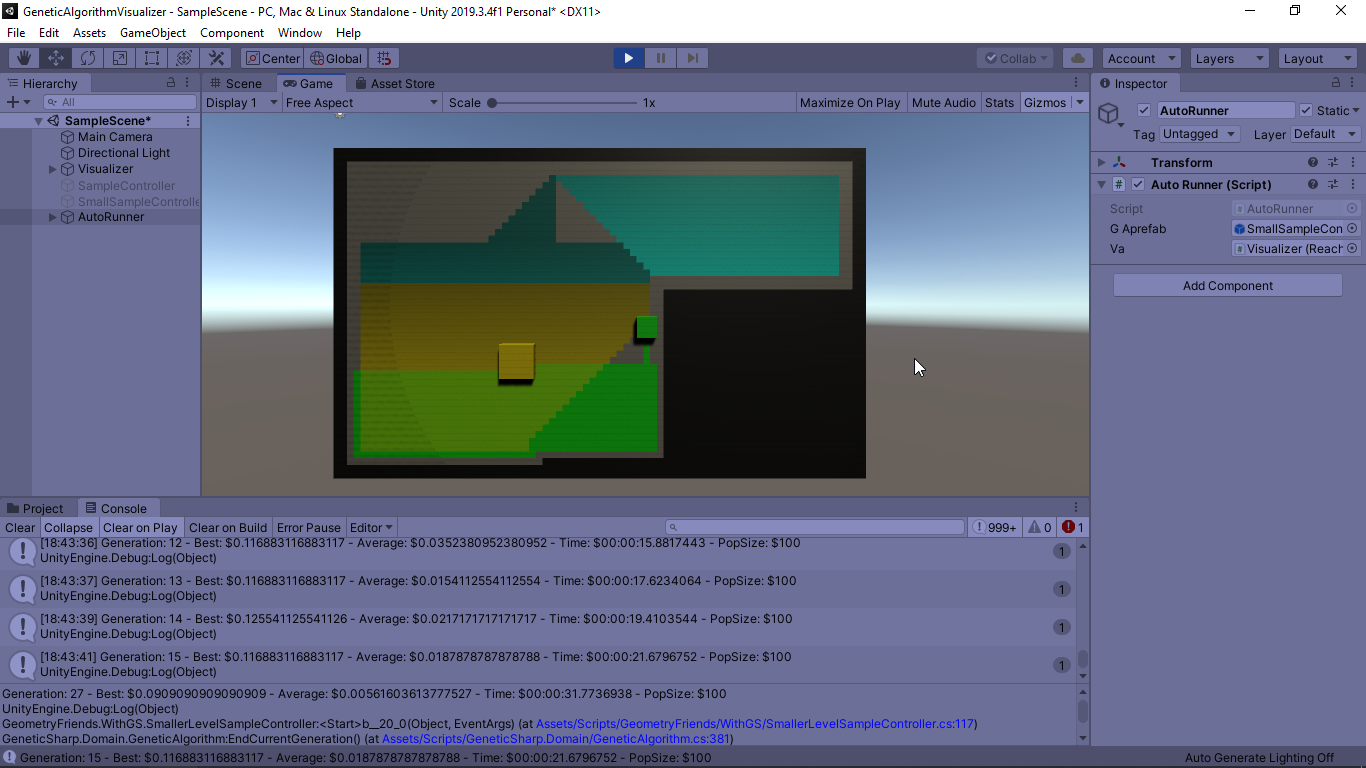 GeneticAlgorithmVisualizer - SampleScene - PC, Mac & Linux Standalone - Unity 2019.3.4f1 Personal* <DX11>
File Edit Assets GameObject Component Window Help
Center Global Collab Account Layers Layout
Hierarchy
All
SampleScene*
Main Camera
Directional Light
Visualizer
SampleController
SmallSampleControlle
AutoRunner
Scene Game Asset Store
Display 1 Free Aspect Scale 1x Maximize On Play Mute Audio Stats Gizmos
Inspector
AutoRunner Static
Tag Untagged Layer Default
Transform
# Auto Runner (Script)
Script # AutoRunner
G Aprefab SmallSampleCon
Va # Visualizer (Reach
Add Component
Project Console
Clear Collapse Clear on Play Clear on Build Error Pause Editor 999+ 0 1
[18:43:36] Generation: 12 - Best: $0.116883116883117 - Average: $0.0352380952380952 - Time: $00:00:15.8817443 - PopSize: $100
UnityEngine.Debug:Log(Object)
1
[18:43:37] Generation: 13 - Best: $0.116883116883117 - Average: $0.0154112554112554 - Time: $00:00:17.6234064 - PopSize: $100
UnityEngine.Debug:Log(Object)
1
[18:43:39] Generation: 14 - Best: $0.125541125541126 - Average: $0.0217171717171717 - Time: $00:00:19.4103544 - PopSize: $100
UnityEngine.Debug:Log(Object)
1
[18:43:41] Generation: 15 - Best: $0.116883116883117 - Average: $0.0187878787878788 - Time: $00:00:21.6796752 - PopSize: $100
UnityEngine.Debug:Log(Object)
1
Generation: 27 - Best: $0.0909090909090909 - Average: $0.00561603613777527 - Time: $00:00:31.7736938 - PopSize: $100
UnityEngine.Debug:Log(Object)
GeometryFriends.WithGS.SmallerLevelSampleController:<Start>b__20_0(Object, EventArgs) (at Assets/Scripts/GeometryFriends/WithGS/SmallerLevelSampleController.cs:117)
GeneticSharp.Domain.GeneticAlgorithm:EndCurrentGeneration() (at Assets/Scripts/GeneticSharp.Domain/GeneticAlgorithm.cs:381)
Generation: 15 - Best: $0.116883116883117 - Average: $0.0187878787878788 - Time: $00:00:21.6796752 - PopSize: $100
Auto Generate Lighting Off